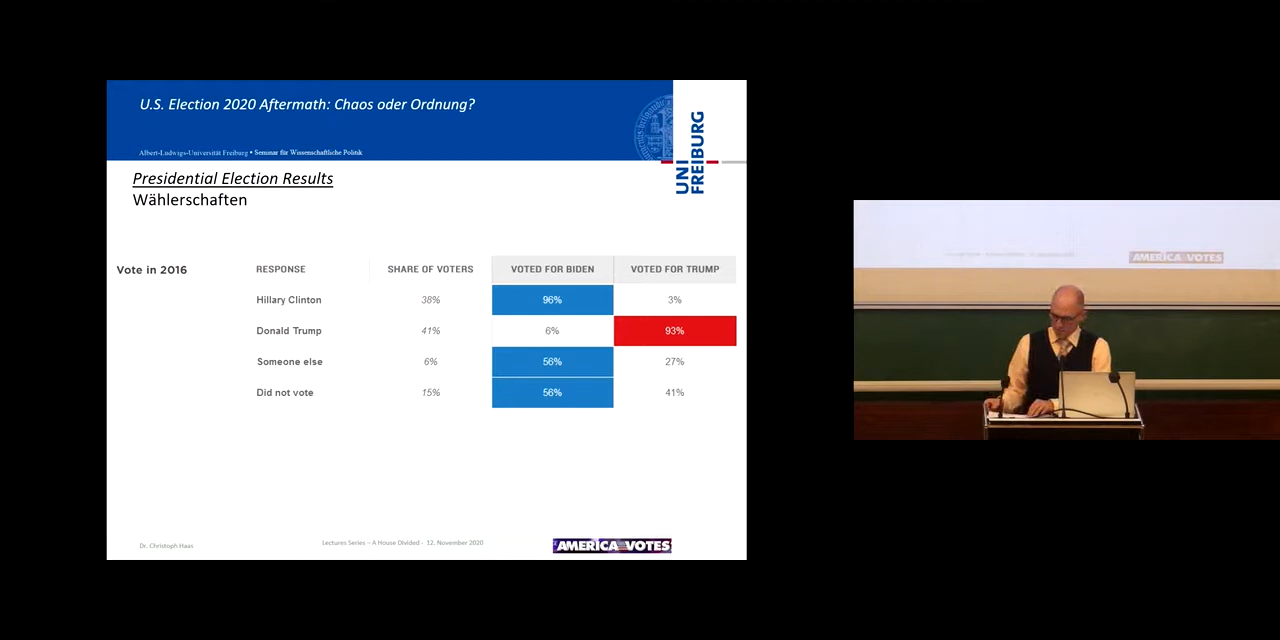 U.S. Election 2020 Aftermath: Chaos oder Ordnung?
Albert-Ludwigs-Universität Freiburg • Seminar für Wissenschaftliche Politik
UNI
FREIBURG
Presidential Election Results
Wählerschaften
Vote in 2016 RESPONSE SHARE OF VOTERS VOTED FOR BIDEN VOTED FOR TRUMP
Hillary Clinton 38% 96% 3%
Donald Trump 41% 6% 93%
Someone else 6% 56% 27%
Did not vote 15% 56% 41%
Dr. Christoph Haas Lectures Series – A House Divided - 12. November 2020 AMERICA VOTES
AMERICA VOTES